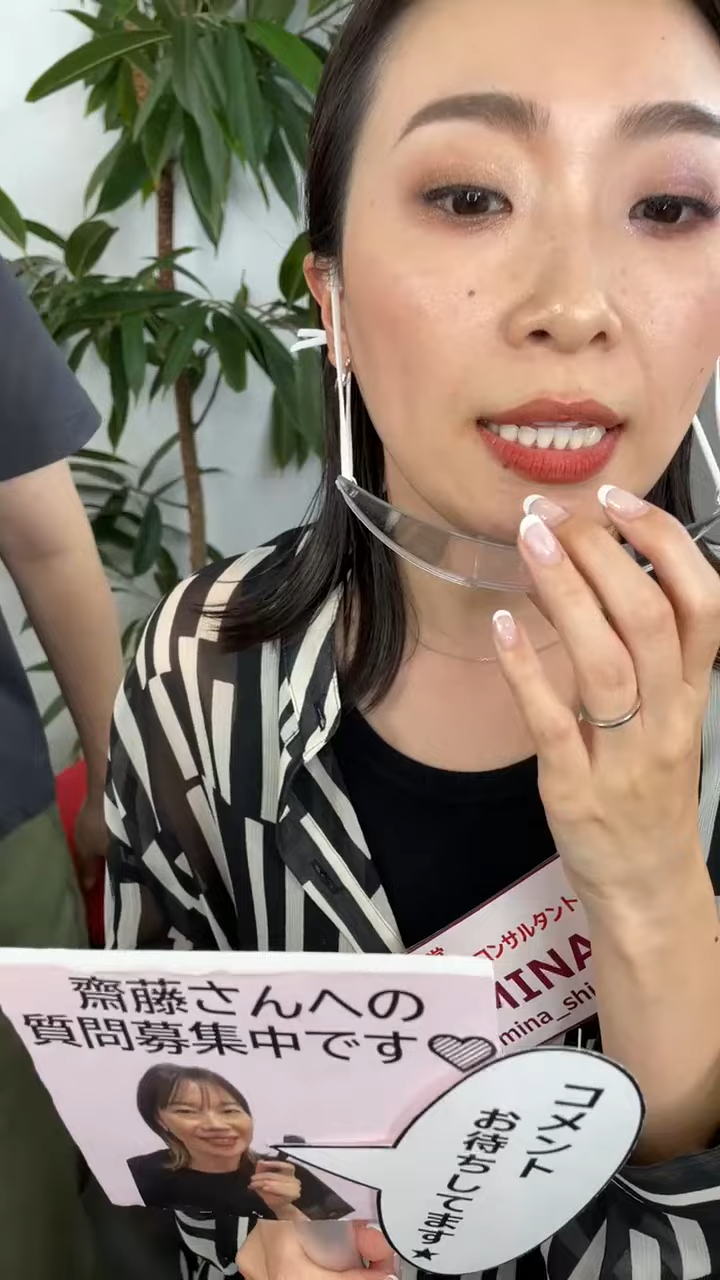 コンサルタント
MINA
mina_shi
齋藤さんへの
質問募集中です♡
コメント
お待ちしてます★